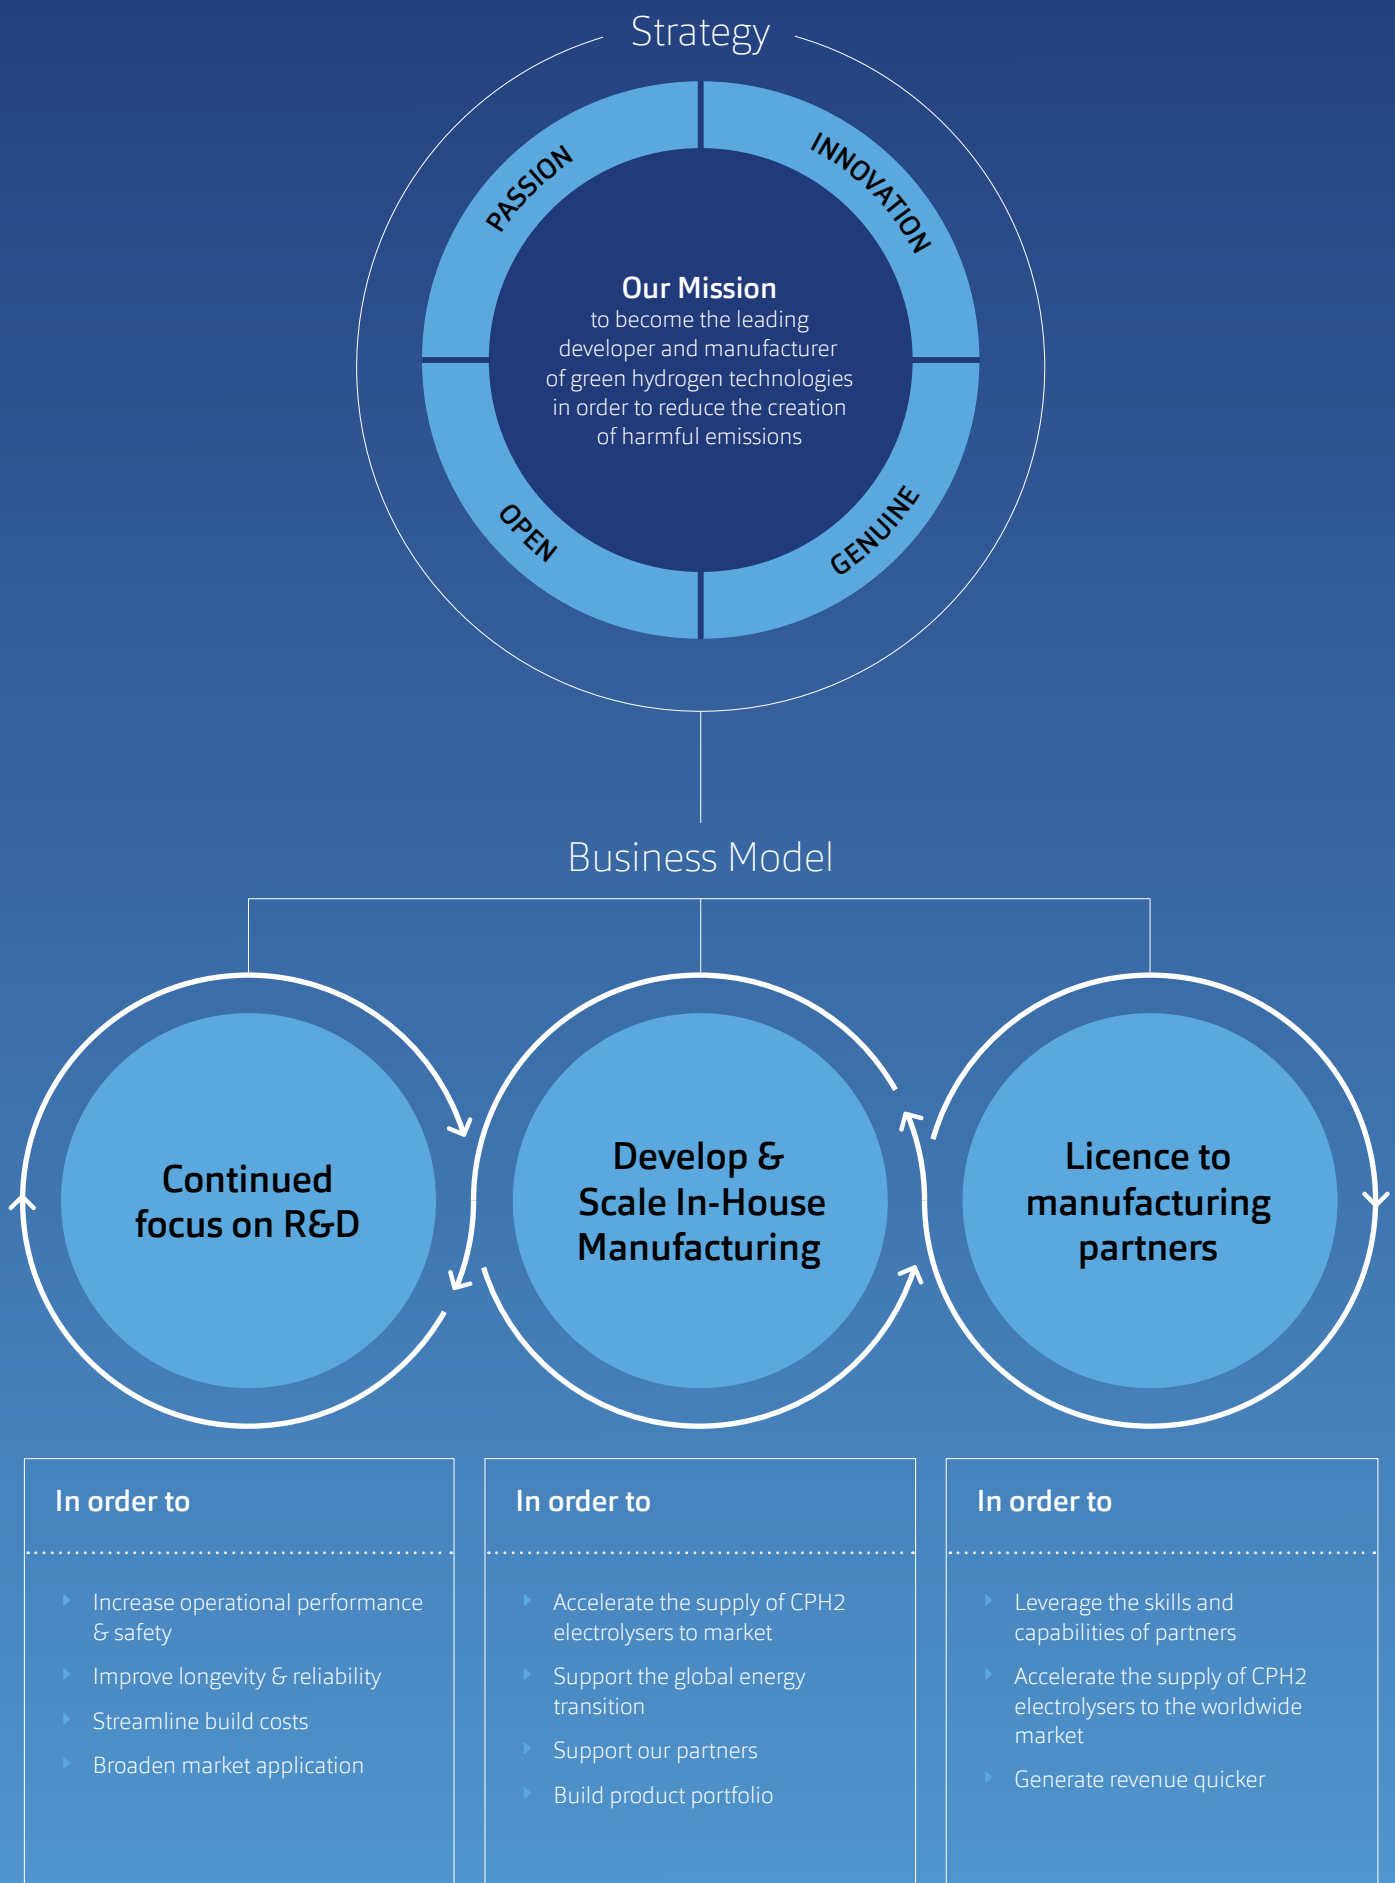 Strategy
PASSION
INNOVATION
Our Mission
to become the leading
developer and manufacturer
of green hydrogen technologies
in order to reduce the creation
of harmful emissions
OPEN
GENUINE
Business Model
Continued
focus on R&D
Develop &
Scale In-House
Manufacturing
Licence to
manufacturing
partners
In order to
Increase operational performance
& safety
Improve longevity & reliability
Streamline build costs
Broaden market application
In order to
Accelerate the supply of CPH2
electrolysers to market
Support the global energy
transition
Support our partners
Build product portfolio
In order to
Leverage the skills and
capabilities of partners
Accelerate the supply of CPH2
electrolysers to the worldwide
market
Generate revenue quicker